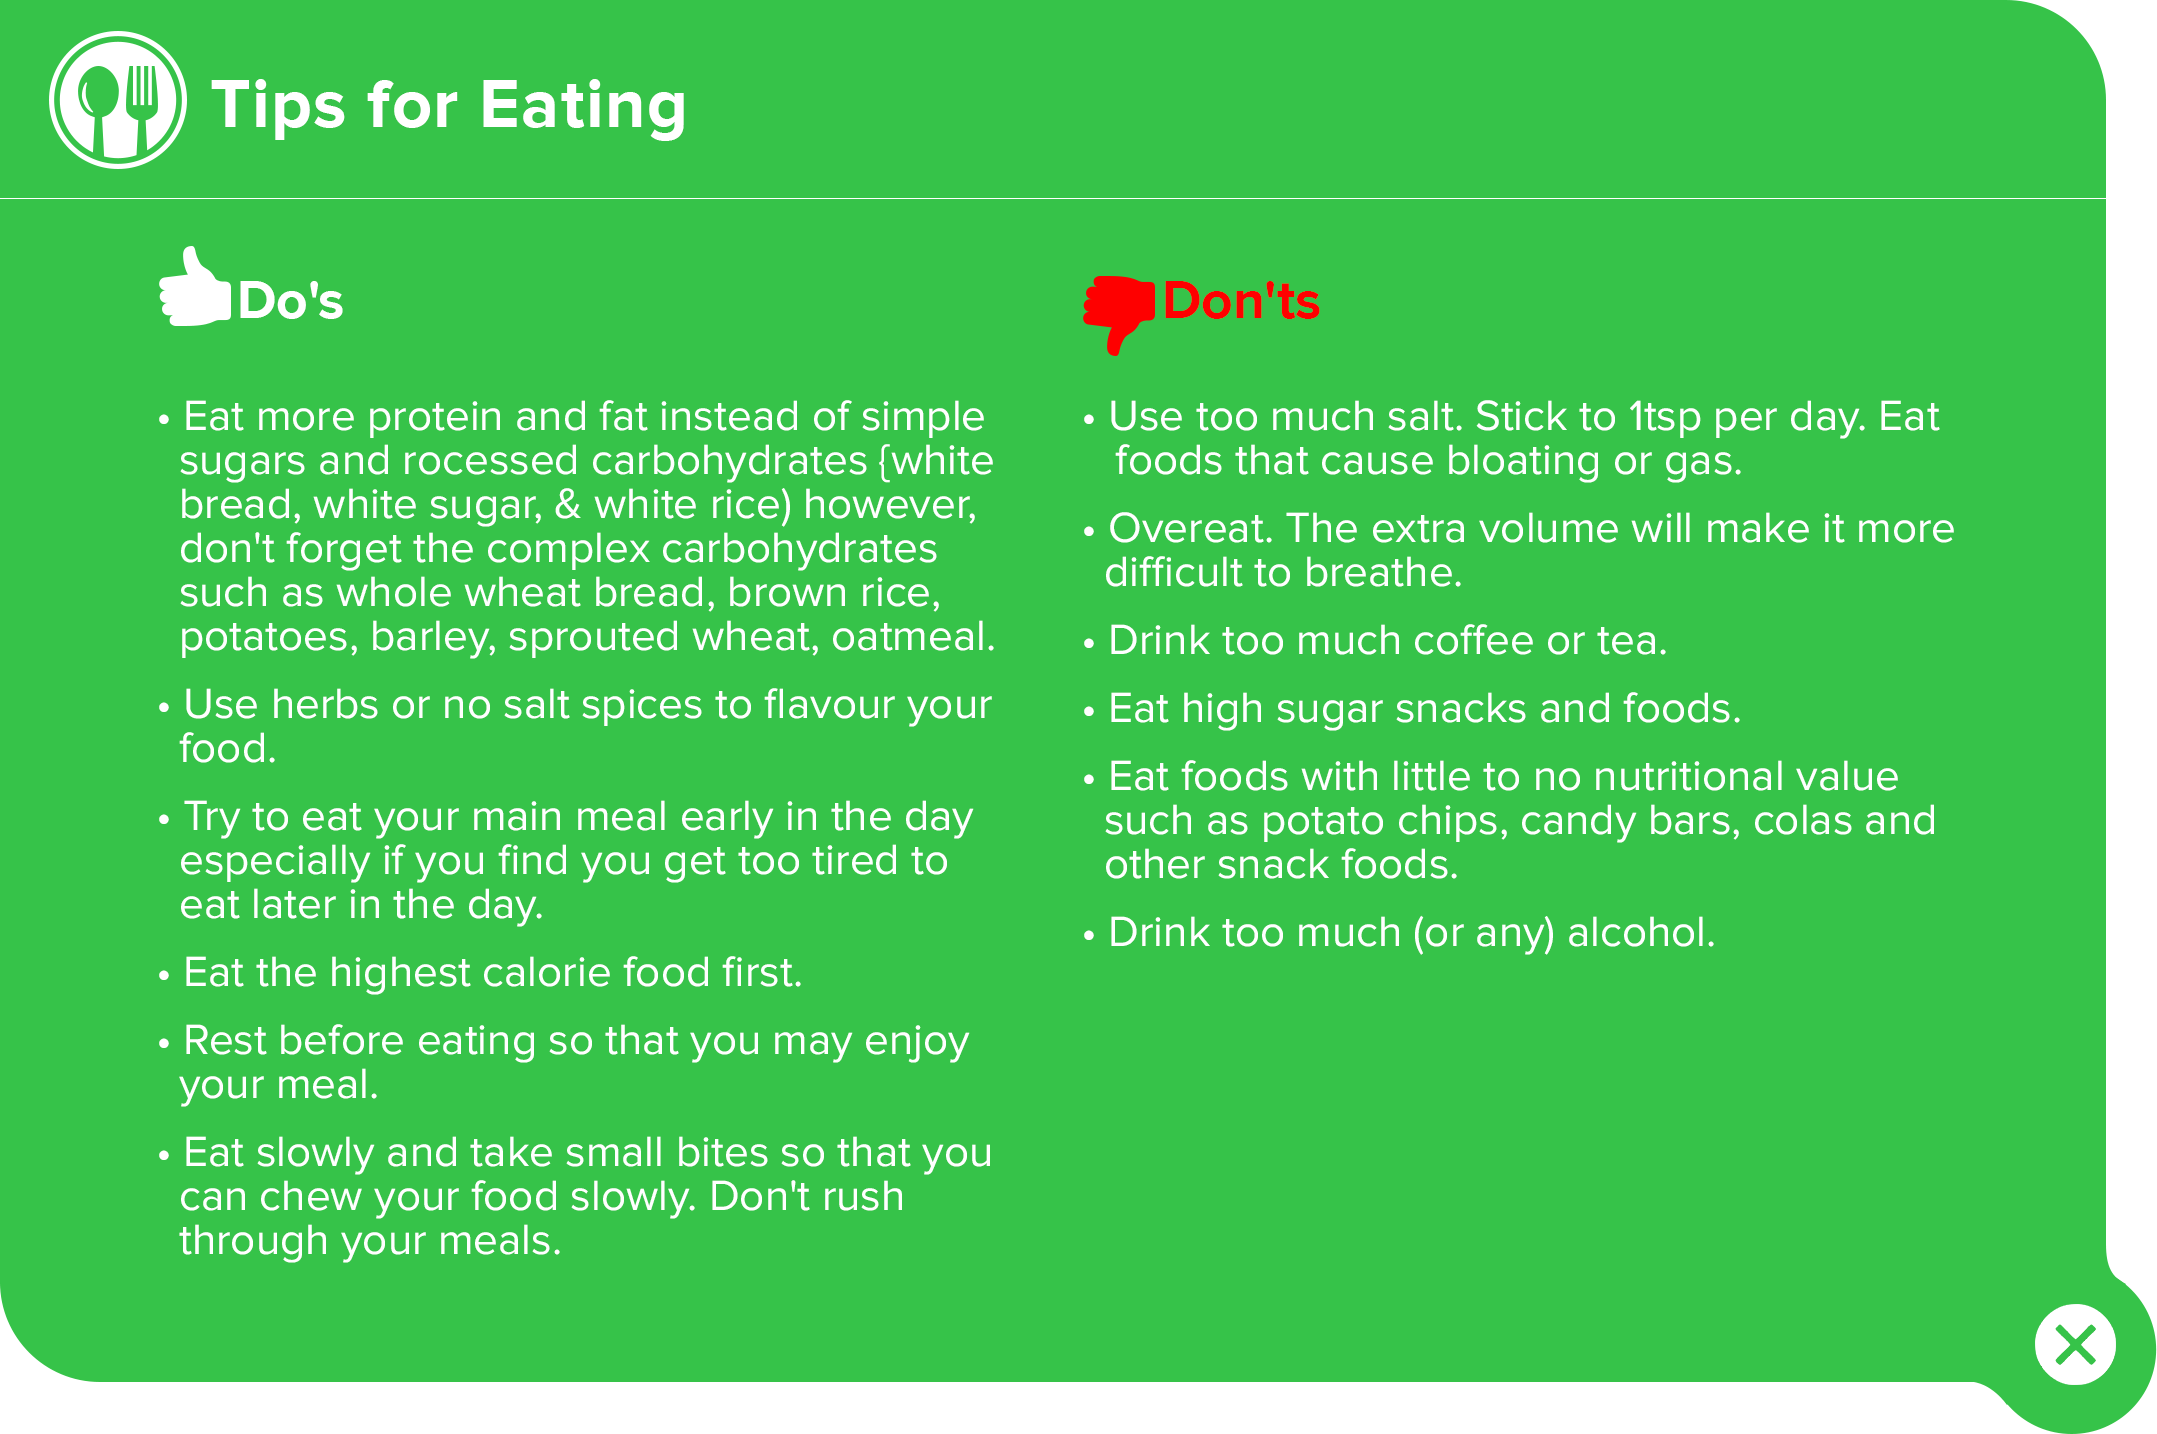 Tips for Eating
Do's
• Eat more protein and fat instead of simple
sugars and rocessed carbohydrates {white
bread, white sugar, & white rice) however,
don't forget the complex carbohydrates
such as whole wheat bread, brown rice,
potatoes, barley, sprouted wheat, oatmeal.
• Use herbs or no salt spices to flavour your
food.
• Try to eat your main meal early in the day
especially if you find you get too tired to
eat later in the day.
• Eat the highest calorie food first.
• Rest before eating so that you may enjoy
your meal.
• Eat slowly and take small bites so that you
can chew your food slowly. Don't rush
through your meals.
Don'ts
• Use too much salt. Stick to 1tsp per day. Eat
foods that cause bloating or gas.
• Overeat. The extra volume will make it more
difficult to breathe.
• Drink too much coffee or tea.
• Eat high sugar snacks and foods.
• Eat foods with little to no nutritional value
such as potato chips, candy bars, colas and
other snack foods.
• Drink too much (or any) alcohol.